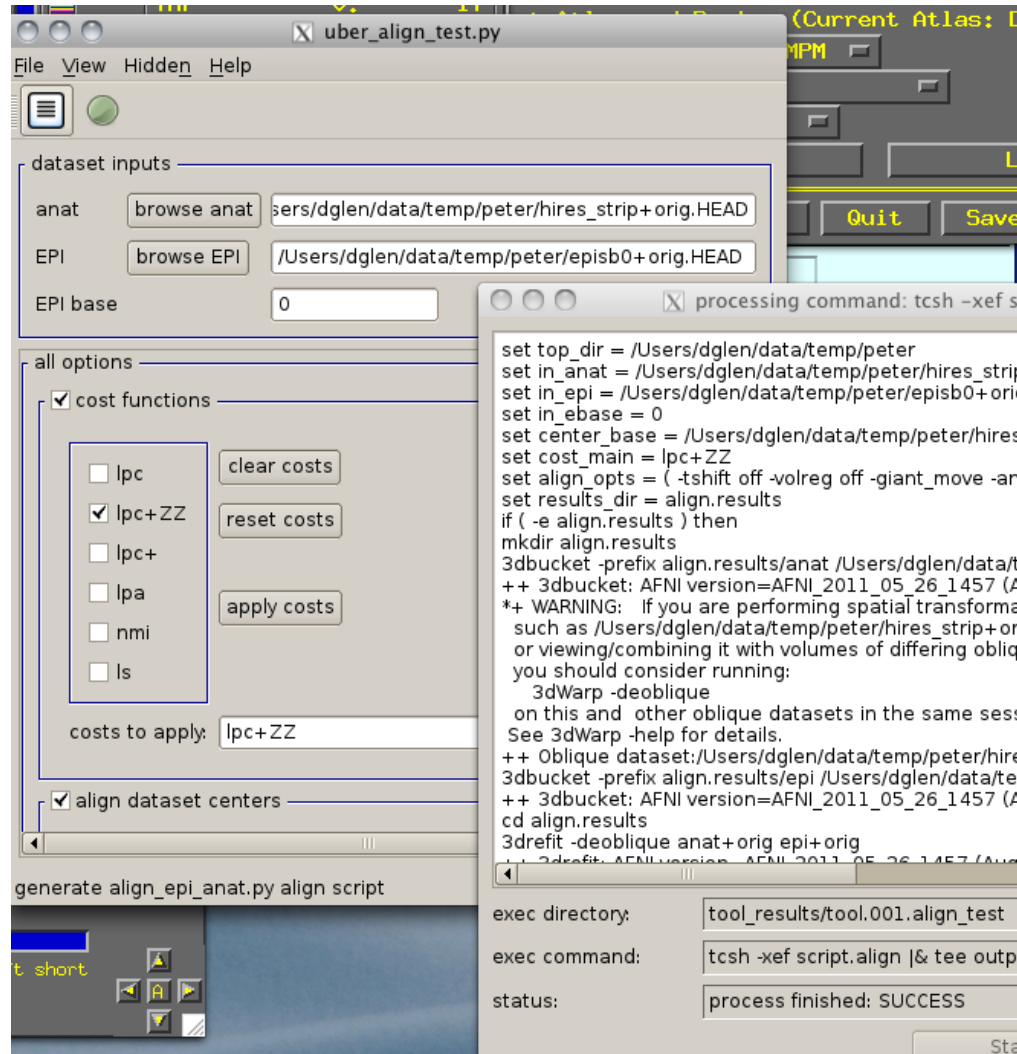 (Current Atlas:
uber_align_test.py
MPM
File View Hidden Help
dataset inputs
anat browse anat sers/dglen/data/temp/peter/hires_strip+orig.HEAD
Quit Save
EPI browse EPI /Users/dglen/data/temp/peter/episb0+orig.HEAD
EPI base 0
all options
cost functions
lpc clear costs
lpc+ZZ reset costs
lpc+
lpa apply costs
nmi
ls
costs to apply: lpc+ZZ
align dataset centers
generate align_epi_anat.py align script
t short
A
processing command: tcsh -xef s
set top_dir = /Users/dglen/data/temp/peter
set in_anat = /Users/dglen/data/temp/peter/hires_strip
set in_epi = /Users/dglen/data/temp/peter/episb0+ori
set in_ebase = 0
set center_base = /Users/dglen/data/temp/peter/hires
set cost_main = lpc+ZZ
set align_opts = ( -tshift off -volreg off -giant_move -an
set results_dir = align.results
if ( -e align.results ) then
mkdir align.results
3dbucket -prefix align.results/anat /Users/dglen/data/t
++ 3dbucket: AFNI version=AFNI_2011_05_26_1457 (A
*+ WARNING: If you are performing spatial transforma
such as /Users/dglen/data/temp/peter/hires_strip+or
or viewing/combining it with volumes of differing obliq
you should consider running:
3dWarp -deoblique
on this and other oblique datasets in the same sess
See 3dWarp -help for details.
++ Oblique dataset:/Users/dglen/data/temp/peter/hire
3dbucket -prefix align.results/epi /Users/dglen/data/te
++ 3dbucket: AFNI version=AFNI_2011_05_26_1457 (A
cd align.results
3drefit -deoblique anat+orig epi+orig
++ 3drefit: AFNI version=AFNI_2011_05_26_1457 (Aug
exec directory: tool_results/tool.001.align_test
exec command: tcsh -xef script.align |& tee outp
status: process finished: SUCCESS
Sta